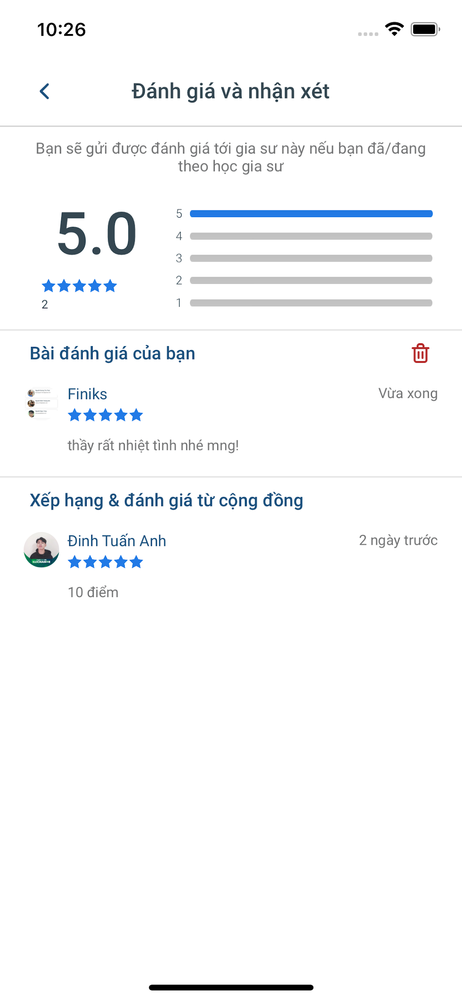 10:26
Đánh giá và nhận xét
Bạn sẽ gửi được đánh giá tới gia sư này nếu bạn đã/đang
theo học gia sư
5.0
5
4
3
2
1
2
Bài đánh giá của bạn
Finiks
Vừa xong
thầy rất nhiệt tình nhé mng!
Xếp hạng & đánh giá từ cộng đồng
Đinh Tuấn Anh
2 ngày trước
10 điểm